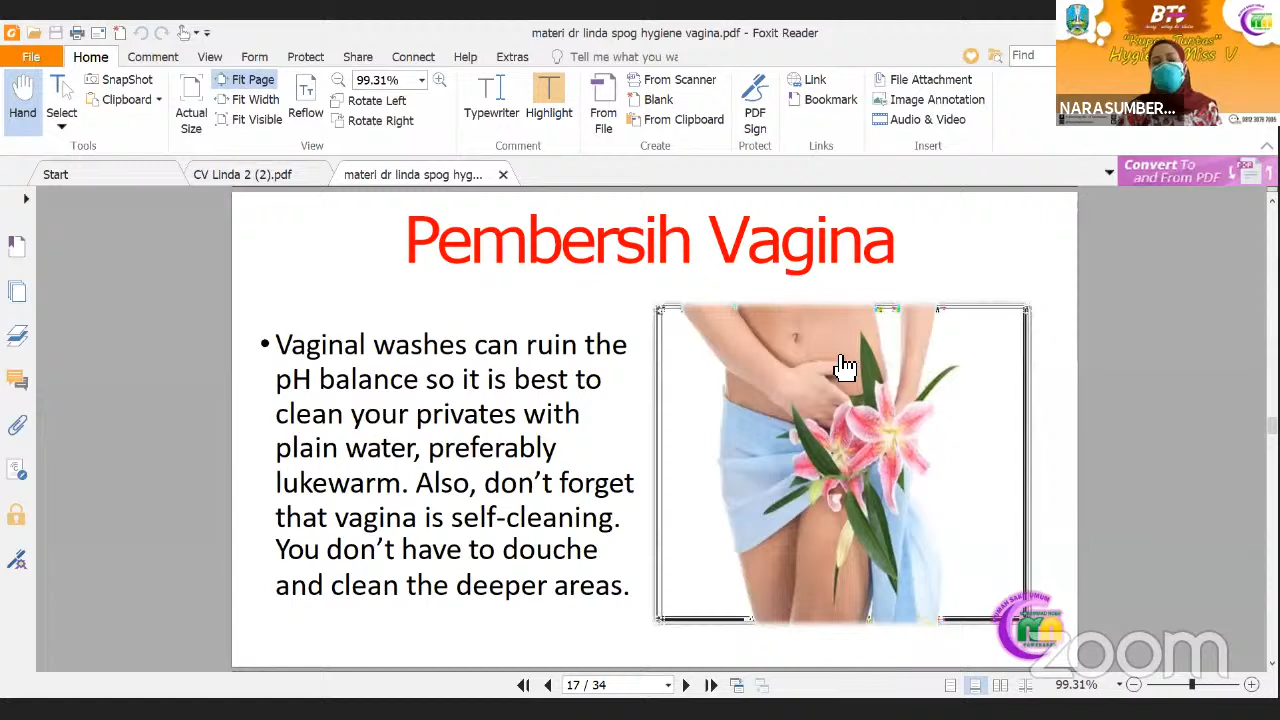 materi dr linda spog hygiene vagina.pdf - Foxit Reader
File Home Comment View Form Protect Share Connect Help Extras Tell me what you wa Find
Hand
Select
SnapShot
Clipboard
Tools
Actual Size
Fit Page
Fit Width
Fit Visible
Reflow
99.31%
Rotate Left
Rotate Right
View
Typewriter
Highlight
Comment
From File
From Scanner
Blank
From Clipboard
Create
PDF Sign
Protect
Link
Bookmark
Links
File Attachment
Image Annotation
Audio & Video
Insert
BTS
"Kupas Tuntas"
Hygiene Miss V
NARASUMBER...
Start
CV Linda 2 (2).pdf
materi dr linda spog hyg...
Convert To
and From PDF
Pembersih Vagina
• Vaginal washes can ruin the
pH balance so it is best to
clean your privates with
plain water, preferably
lukewarm. Also, don't forget
that vagina is self-cleaning.
You don't have to douche
and clean the deeper areas.
zoom
17 / 34
99.31%